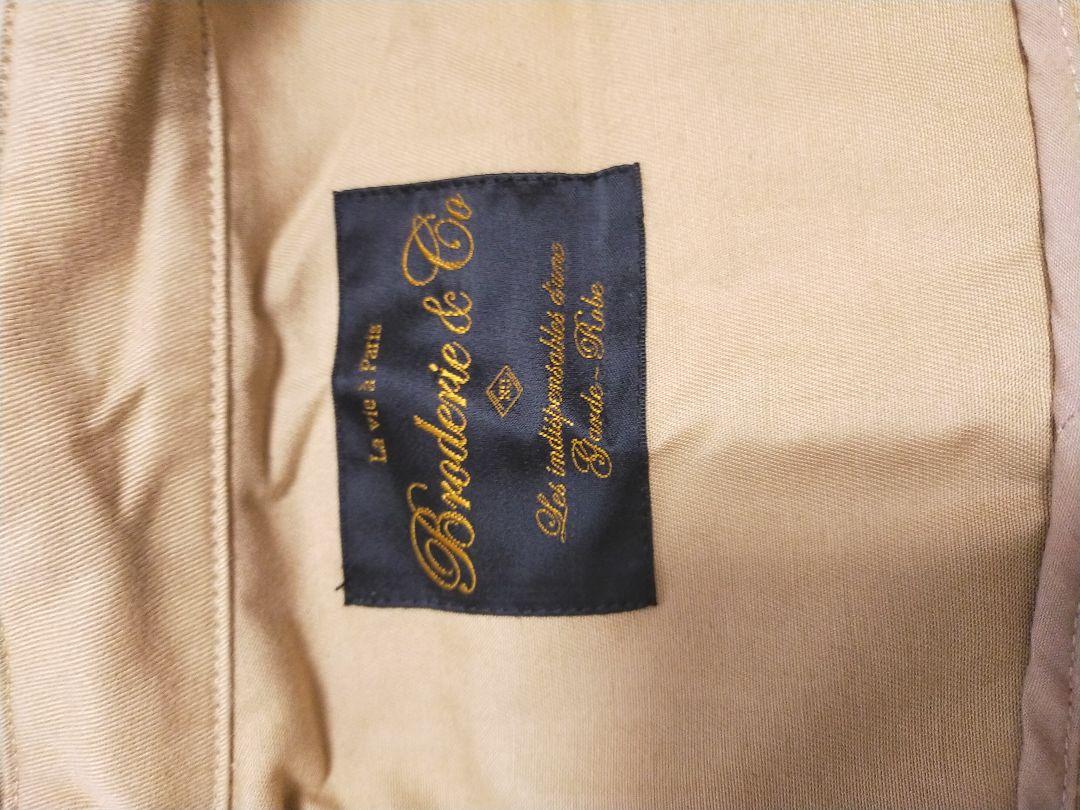 La vie à Paris
Broderie & Co
Les indispensables d'une
Garde-Robe